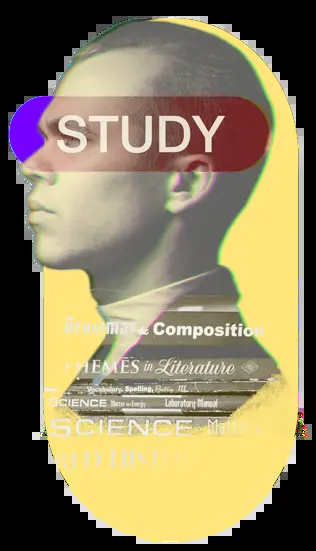 STUDY
Grammar & Composition
THEMES in Literature
Vocabulary, Spelling,
SCIENCE Matter and Energy Laboratory Manual
SCIENCE